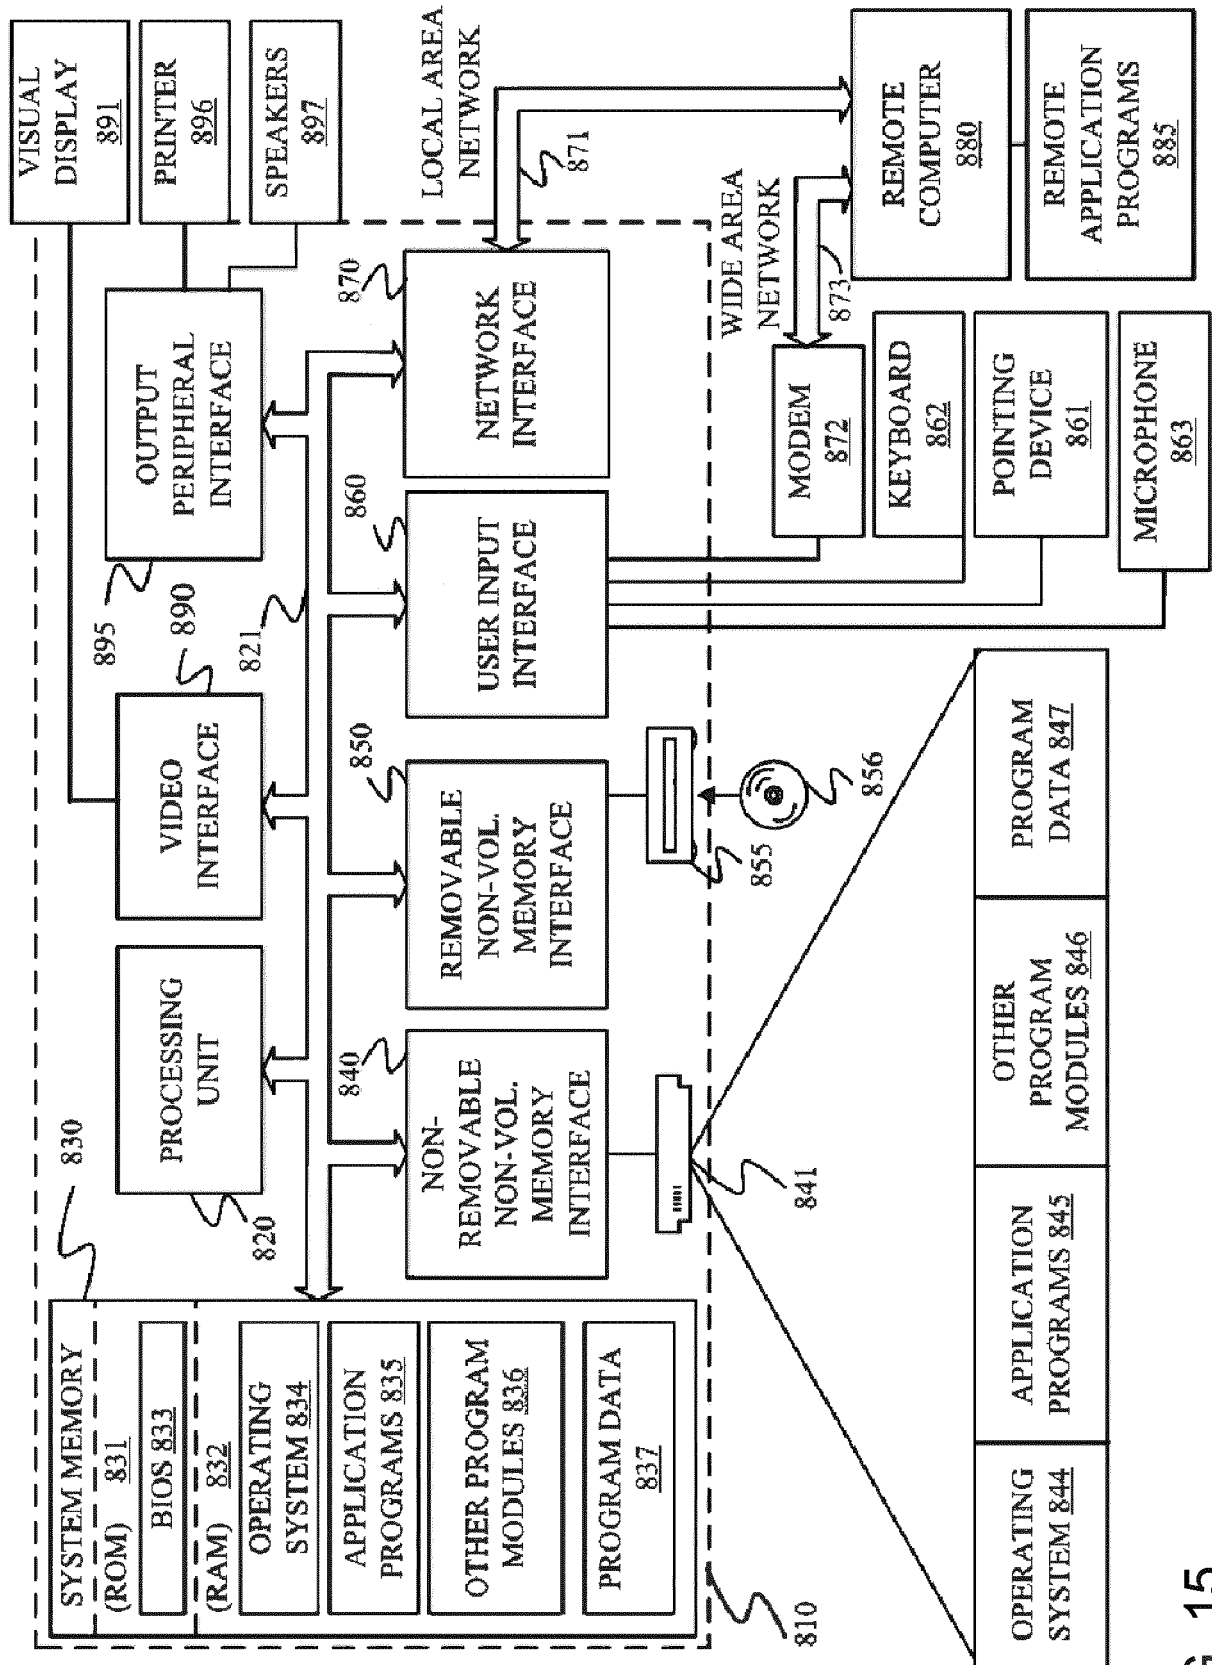 SYSTEM MEMORY
(ROM) 831
BIOS 833
(RAM) 832
OPERATING
SYSTEM 834
APPLICATION
PROGRAMS 835
OTHER PROGRAM
MODULES 836
PROGRAM DATA
837
810
830
PROCESSING
UNIT
820
VIDEO
INTERFACE
890
OUTPUT
PERIPHERAL
INTERFACE
895
821
VISUAL
DISPLAY
891
PRINTER
896
SPEAKERS
897
NON-
REMOVABLE
NON-VOL.
MEMORY
INTERFACE
840
REMOVABLE
NON-VOL.
MEMORY
INTERFACE
850
USER INPUT
INTERFACE
860
NETWORK
INTERFACE
870
LOCAL AREA
NETWORK
871
WIDE AREA
NETWORK
873
841
855
856
MODEM
872
KEYBOARD
862
POINTING
DEVICE
861
MICROPHONE
863
REMOTE
COMPUTER
880
REMOTE
APPLICATION
PROGRAMS
885
OPERATING
SYSTEM 844
APPLICATION
PROGRAMS 845
OTHER
PROGRAM
MODULES 846
PROGRAM
DATA 847
15